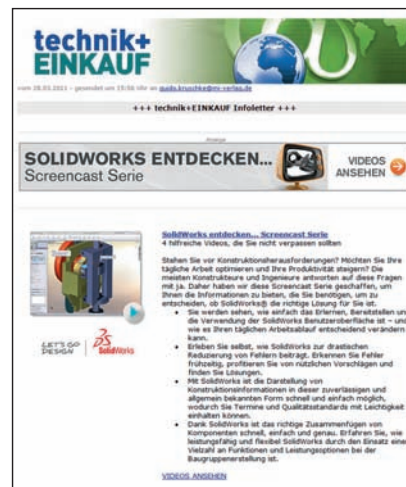 technik+
EINKAUF
vom 28.03.2011 - gesendet um 15:56 Uhr an guido.kruschke@mi-verlag.de
+++ technik+EINKAUF Infoletter +++
Anzeige
SOLIDWORKS ENTDECKEN...
Screencast Serie
VIDEOS
ANSEHEN
SolidWorks entdecken... Screencast Serie
4 hilfreiche Videos, die Sie nicht verpassen sollten
Stehen Sie vor Konstruktionsherausforderungen? Möchten Sie Ihre
tägliche Arbeit optimieren und Ihre Produktivität steigern? Die
meisten Konstrukteure und Ingenieure antworten auf diese Fragen
mit ja. Daher haben wir diese Screencast Serie geschaffen, um
Ihnen die Informationen zu bieten, die Sie benötigen, um zu
entscheiden, ob SolidWorks® die richtige Lösung für Sie ist.
• Sie werden sehen, wie einfach das Erlernen, Bereitstellen und
die Verwendung der SolidWorks Benutzeroberfläche ist – und
wie es Ihren täglichen Arbeitsablauf entscheidend verändern
kann.
• Erleben Sie selbst, wie SolidWorks zur drastischen
Reduzierung von Fehlern beiträgt. Erkennen Sie Fehler
frühzeitig, profitieren Sie von nützlichen Vorschlägen und
finden Sie Lösungen.
• Mit SolidWorks ist die Darstellung von
Konstruktionsinformationen in dieser zuverlässigen und
allgemein bekannten Form schnell und einfach möglich,
wodurch Sie Termine und Qualitätsstandards mit Leichtigkeit
einhalten können.
• Dank SolidWorks ist das richtige Zusammenfügen von
Komponenten schnell, einfach und genau. Erfahren Sie, wie
leistungsfähig und flexibel SolidWorks durch den Einsatz einer
Vielzahl an Funktionen und Leistungsoptionen bei der
Baugruppenerstellung ist.
LET'S GO
DESIGN
SolidWorks
VIDEOS ANSEHEN